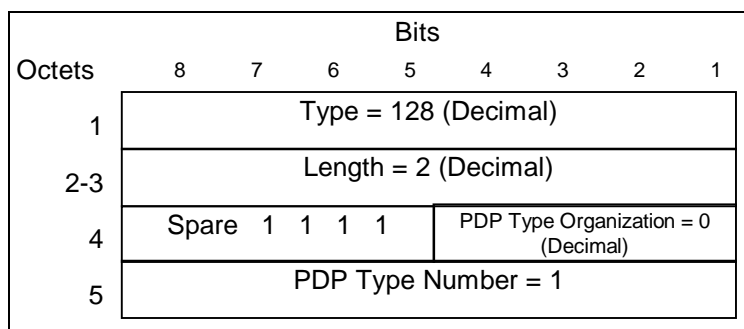 Bits
Octets 8 7 6 5 4 3 2 1
1 Type = 128 (Decimal)
2-3 Length = 2 (Decimal)
4 Spare 1 1 1 1 PDP Type Organization = 0
(Decimal)
5 PDP Type Number = 1